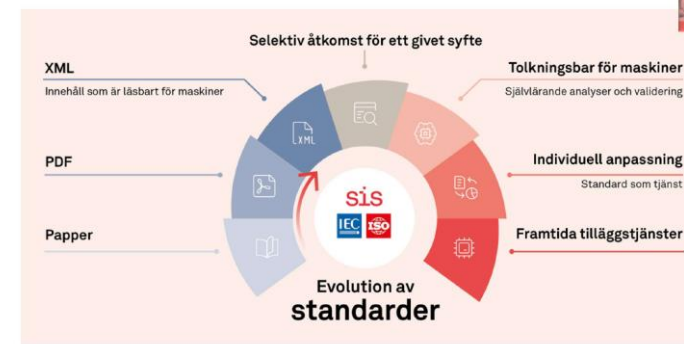 Selektiv åtkomst för ett givet syfte
XML
Innehåll som är läsbart för maskiner
PDF
Papper
XML
Tolkningsbar för maskiner
Självlärande analyser och validering
Individuell anpassning
Standard som tjänst
Framtida tilläggstjänster
sis
IEC ISO
Evolution av
standarder